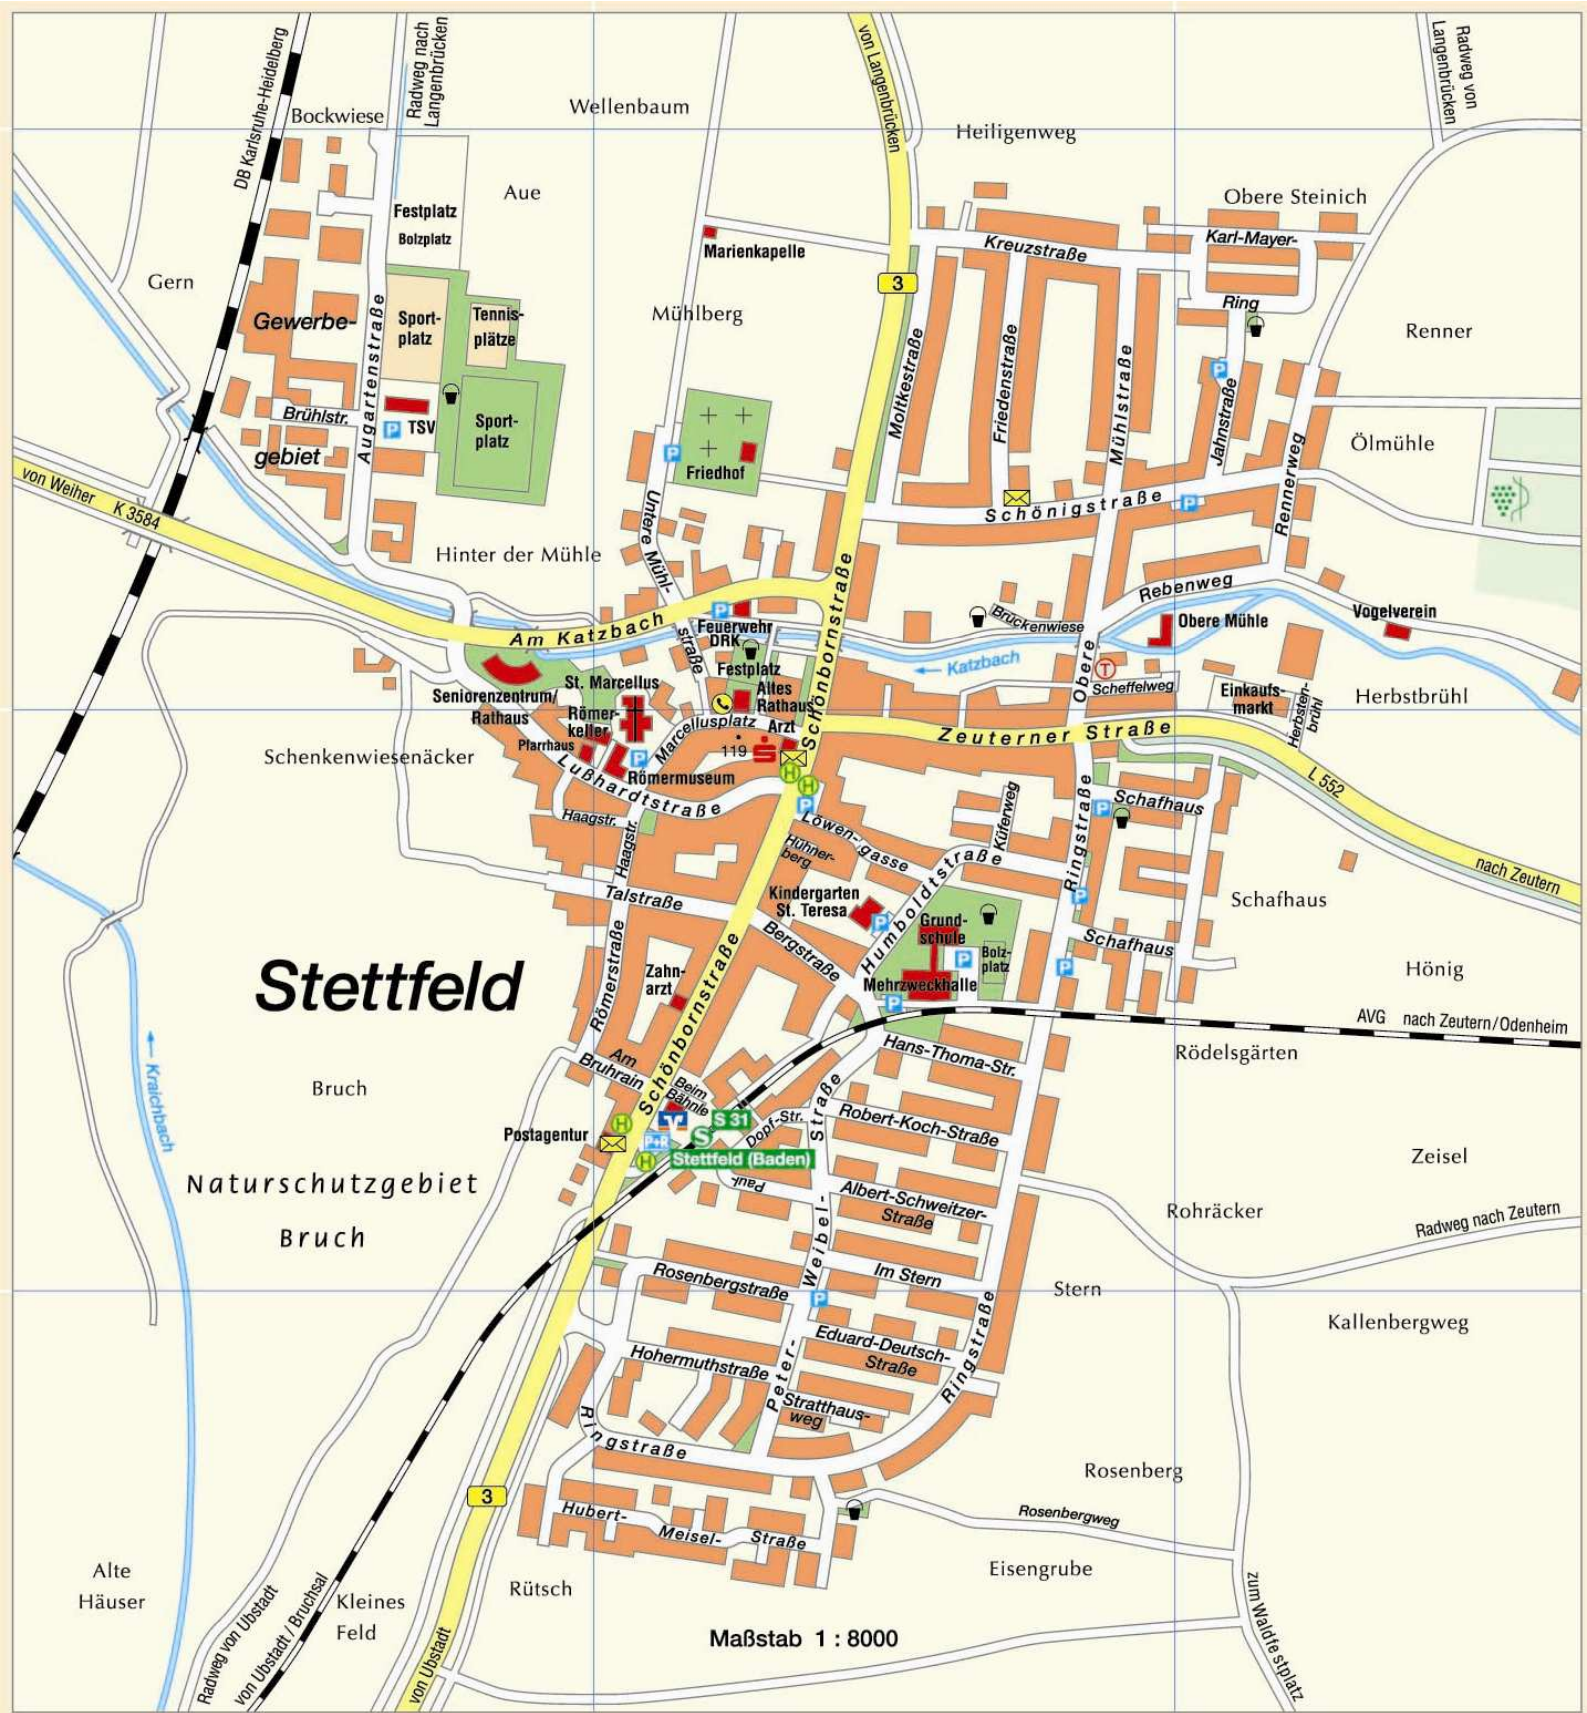 DB Karlsruhe-Heidelberg
Bockwiese
Radweg nach
Langenbrücken
Wellenbaum
von Langenbrücken
Heiligenweg
Radweg von
Langenbrücken
Aue
Obere Steinich
Festplatz
Bolzplatz
Marienkapelle
Kreuzstraße
Karl-Mayer-
Ring
Gern
3
Mühlberg
Renner
Gewerbe-
gebiet
Augartenstraße
Sport-
platz
Tennis-
plätze
Brühlstr.
P
TSV
Sport-
platz
Moltkestraße
Friedenstraße
Mühlstraße
P
Jahnstraße
Rennerweg
Ölmühle
P
Friedhof
von Weiher
K 3584
Schönigstraße
P
Untere Mühl-
straße
Hinter der Mühle
Rebenweg
Am Katzbach
P
Feuerwehr
DRK
Festplatz
Schönbornstraße
Brückenwiese
Obere Mühle
Vogelverein
Katzbach
Obere
T
Scheffelweg
Einkaufs-
markt
Herbsten-
brühl
Herbstbrühl
Seniorenzentrum/
Rathaus
St. Marcellus
Römer-
keller
Pfarrhaus
Altes
Rathaus
Marcellusplatz
Arzt
119
P
Römermuseum
H
H
P
Zeuterner Straße
L 552
nach Zeutern
Schenkenwiesenäcker
Lußhardtstraße
Haagstr.
Haagstr.
Löwen-
gasse
Hühner-
berg
Küferweg
P
Schafhaus
Ringstraße
Humboldtstraße
Talstraße
Kindergarten
St. Teresa
P
Grund-
schule
P
Bolz-
platz
Mehrzweckhalle
P
P
Schafhaus
P
Schafhaus
Bergstraße
Stettfeld
Römerstraße
Zahn-
arzt
Schönbornstraße
Hönig
AVG
nach Zeutern/Odenheim
Rödelsgärten
Hans-Thoma-Str.
Am
Bruhrain
Beim
Bähnle
Kraichbach
Bruch
H
Postagentur
P+R
H
S 31
S
Stettfeld (Baden)
Dopf-Str.
Paul-
Robert-Koch-Straße
Zeisel
Naturschutzgebiet
Bruch
Albert-Schweitzer-
Straße
Rohräcker
Radweg nach Zeutern
Peter-
Weibel-
Straße
Im Stern
Rosenbergstraße
P
Stern
Kallenbergweg
Eduard-Deutsch-
Straße
Hohermuthstraße
Ringstraße
Stratthaus-
weg
Ringstraße
Rosenberg
3
Hubert-
Meisel-
Straße
Rosenbergweg
Eisengrube
Alte
Häuser
Rütsch
Kleines
Feld
Radweg von Ubstadt
von Ubstadt / Bruchsal
von Ubstadt
zum Waldfe stplatz
Maßstab 1 : 8000